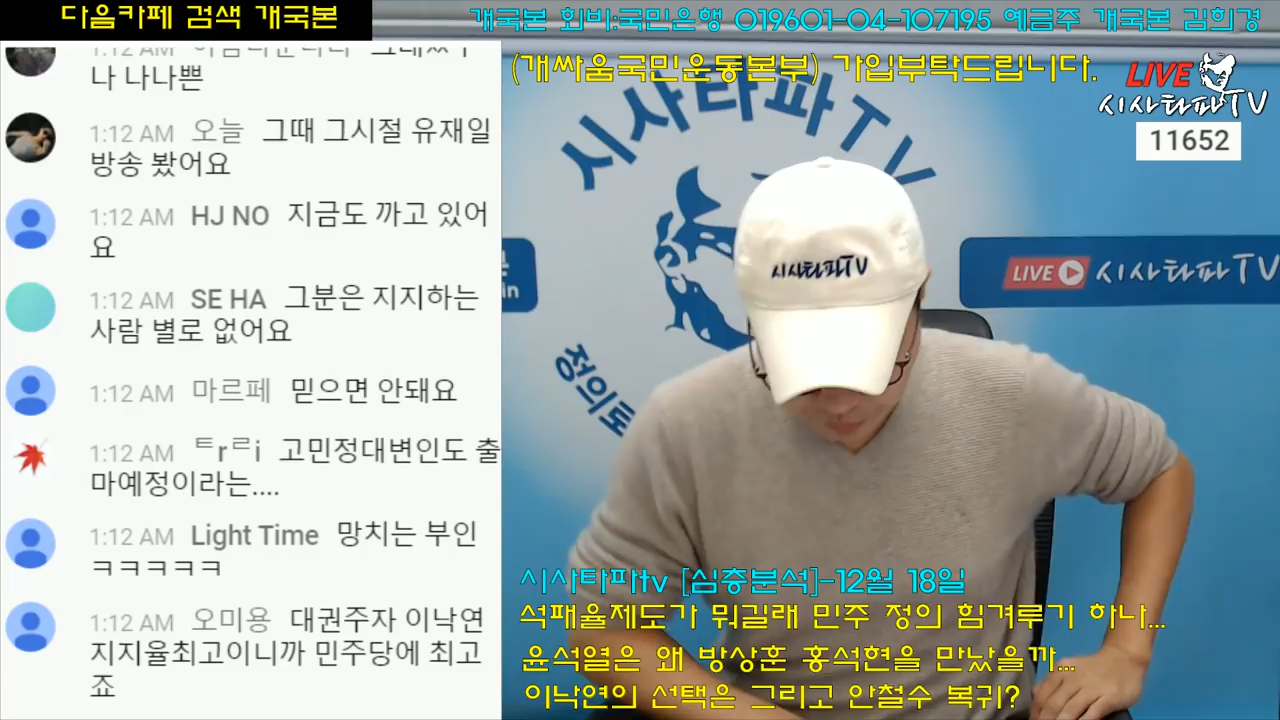 다음카페 검색 개국본
개국본 회비:국민은행 019601-04-107195 예금주 개국본 김희경
(개싸움국민운동본부) 가입부탁드립니다.
LIVE
시사타파TV
11652
나 나나쁜
1:12 AM 오늘 그때 그시절 유재일
방송 봤어요
1:12 AM HJ NO 지금도 까고 있어
요
1:12 AM SE HA 그분은 지지하는
사람 별로 없어요
1:12 AM 마르페 믿으면 안돼요
1:12 AM ᄐrᄅi 고민정대변인도 출
마예정이라는....
1:12 AM Light Time 망치는 부인
ㅋㅋㅋㅋㅋ
1:12 AM 오미용 대권주자 이낙연
지지율최고이니까 민주당에 최고
죠
시사타파TV
시사타파TV
LIVE 시사타파TV
in
정의로
시사타파tv [심층분석]-12월 18일
석패율제도가 뭐길래 민주 정의 힘겨루기 하나...
윤석열은 왜 방상훈 홍석현을 만났을까...
이낙연의 선택은 그리고 안철수 복귀?